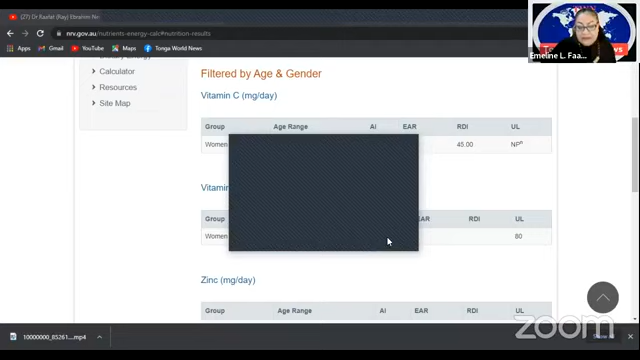 (27) Dr Raafat (Ray) Ebrahim No
nrv.gov.au/nutrients-energy-calc#nutrition-results
Apps Gmail YouTube Maps Tonga World News
Calculator
Resources
Site Map
Filtered by Age & Gender
Vitamin C (mg/day)
Group Age Range AI EAR RDI UL
Women 45.00 NP
Vitamin
EAR RDI UL
Women 80
Zinc (mg/day)
Group Age Range AI EAR RDI UL
Emeline L. Faa...
10000000_85261....mp4
Show All
zoom